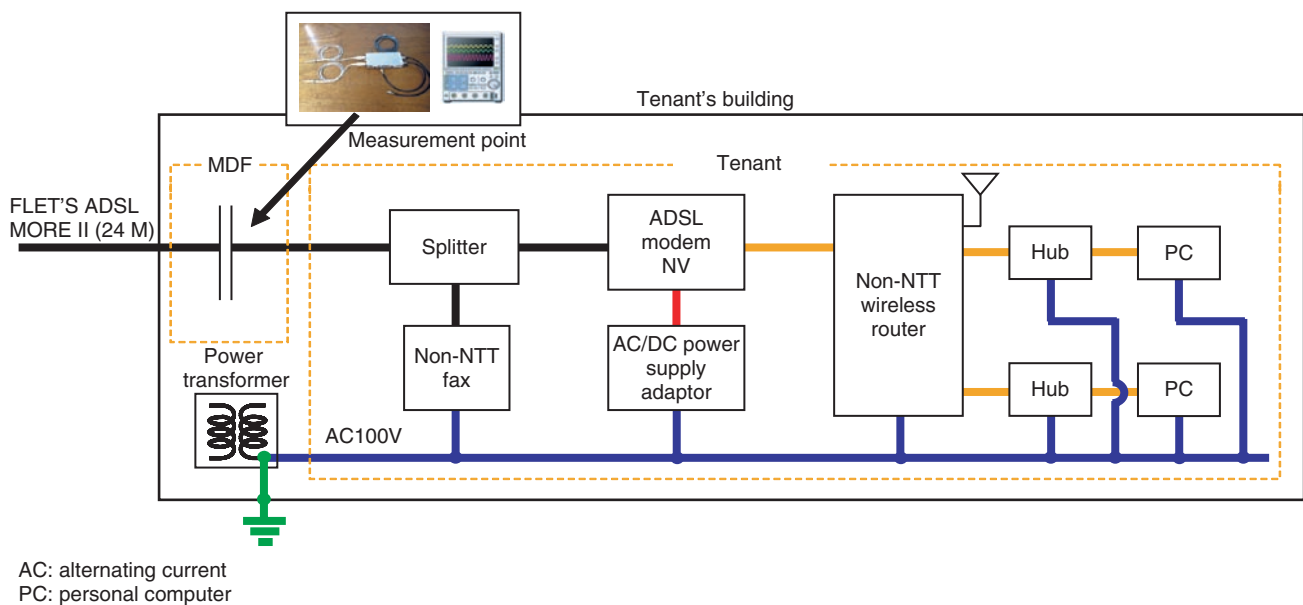 Tenant's building
Measurement point
MDF
Tenant
FLET'S ADSL
MORE II (24 M)
Splitter
ADSL
modem
NV
Non-NTT
wireless
router
Hub
PC
Power
transformer
Non-NTT
fax
AC/DC power
supply
adaptor
Hub
PC
AC100V
AC: alternating current
PC: personal computer